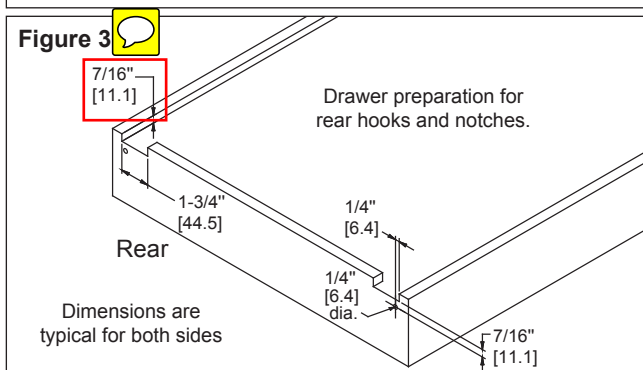 Figure 3
7/16"
[11.1]
Drawer preparation for
rear hooks and notches.
1-3/4"
[44.5]
1/4"
[6.4]
Rear
1/4"
[6.4]
dia.
Dimensions are
typical for both sides
7/16"
[11.1]